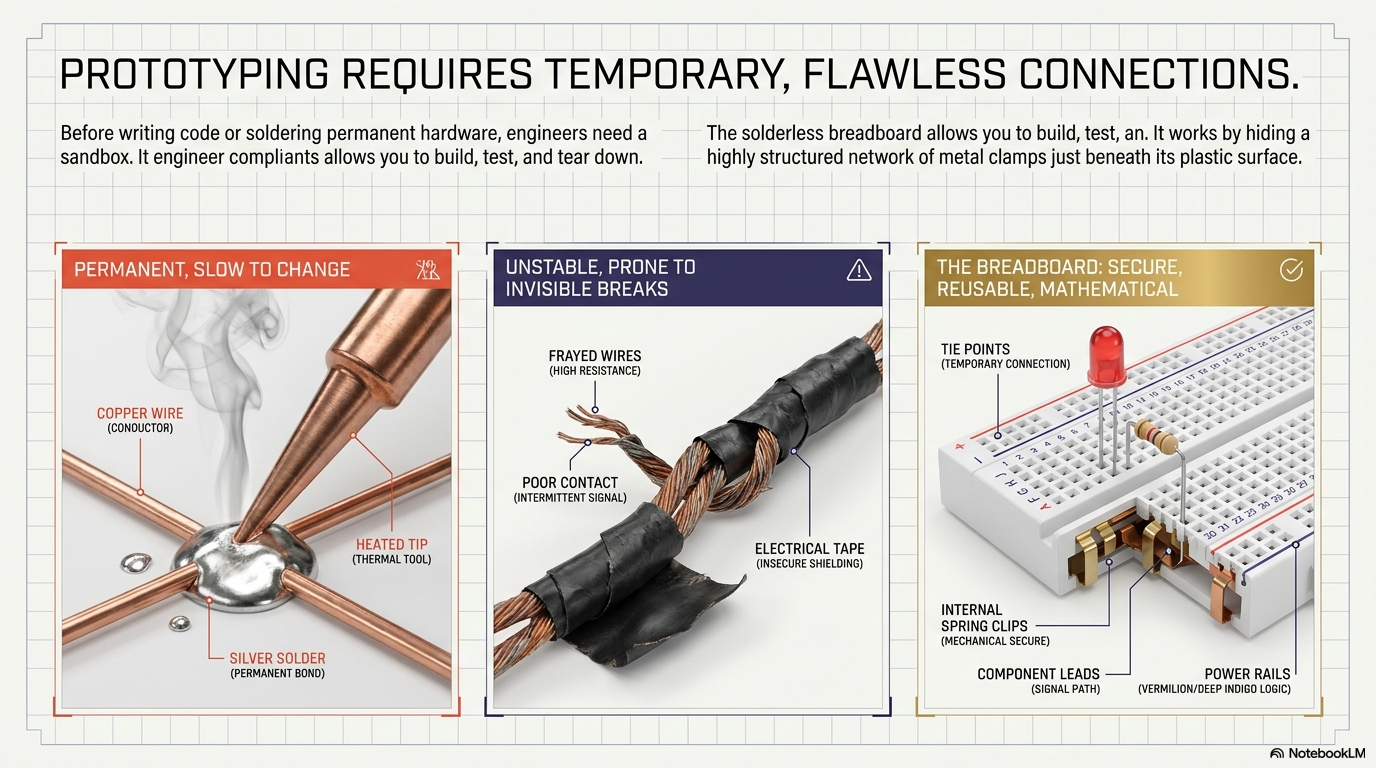 PROTOTYPING REQUIRES TEMPORARY, FLAWLESS CONNECTIONS.
Before writing code or soldering permanent hardware, engineers need a
sandbox. It engineer compliants allows you to build, test, and tear down.
The solderless breadboard allows you to build, test, an. It works by hiding a
highly structured network of metal clamps just beneath its plastic surface.
PERMANENT, SLOW TO CHANGE
COPPER WIRE
(CONDUCTOR)
HEATED TIP
(THERMAL TOOL)
SILVER SOLDER
(PERMANENT BOND)
UNSTABLE, PRONE TO
INVISIBLE BREAKS
FRAYED WIRES
(HIGH RESISTANCE)
POOR CONTACT
(INTERMITTENT SIGNAL)
ELECTRICAL TAPE
(INSECURE SHIELDING)
THE BREADBOARD: SECURE,
REUSABLE, MATHEMATICAL
TIE POINTS
(TEMPORARY CONNECTION)
INTERNAL
SPRING CLIPS
(MECHANICAL SECURE)
COMPONENT LEADS
(SIGNAL PATH)
POWER RAILS
(VERMILION/DEEP INDIGO LOGIC)
NotebookLM